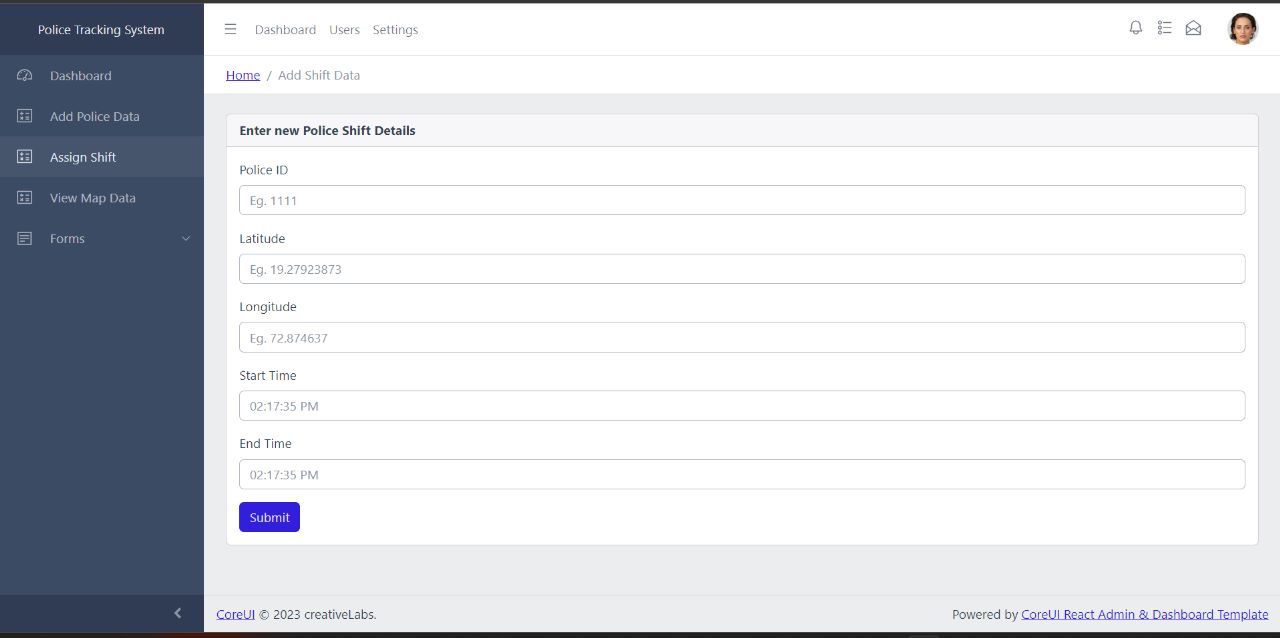 Police Tracking System
Dashboard Users Settings
Dashboard
Add Police Data
Assign Shift
View Map Data
Forms
Home / Add Shift Data
Enter new Police Shift Details
Police ID
Eg. 1111
Latitude
Eg. 19.27923873
Longitude
Eg. 72.874637
Start Time
02:17:35 PM
End Time
02:17:35 PM
Submit
CoreUI © 2023 creativeLabs.
Powered by CoreUI React Admin & Dashboard Template